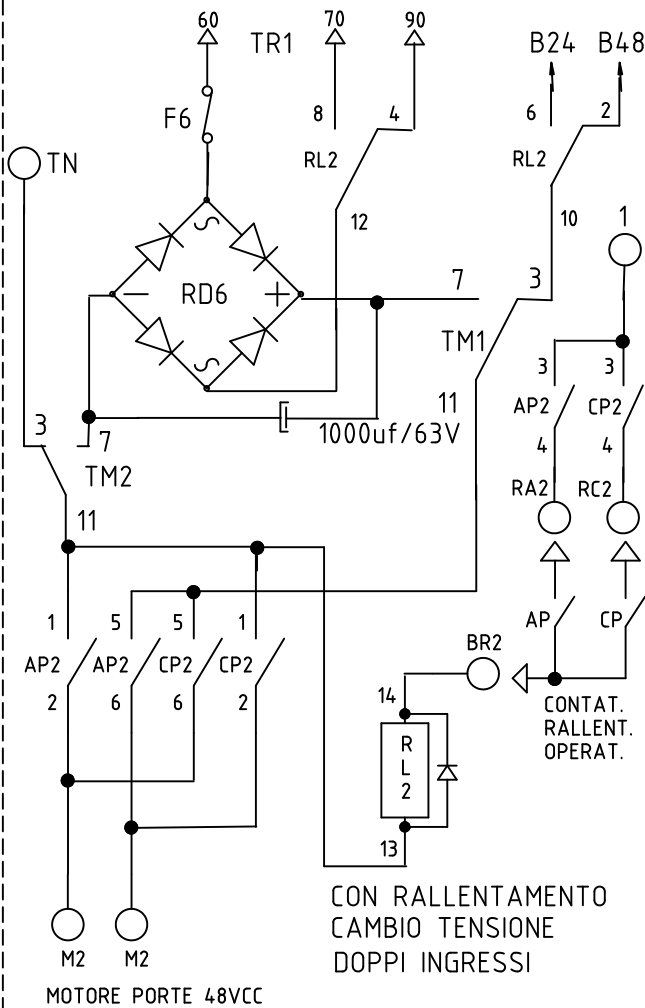 60
TR1
70
90
B24
B48
F6
8
4
6
2
TN
RL2
RL2
12
10
1
RD6
7
3
TM1
11
3
3
AP2
CP2
1000uf/63V
4
4
3
7
TM2
RA2
RC2
11
1
5
5
1
AP
CP
AP2
AP2
CP2
CP2
BR2
2
6
6
2
14
CONTAT.
RALLENT.
OPERAT.
R
L
2
13
CON RALLENTAMENTO
CAMBIO TENSIONE
DOPPI INGRESSI
M2
M2
MOTORE PORTE 48VCC